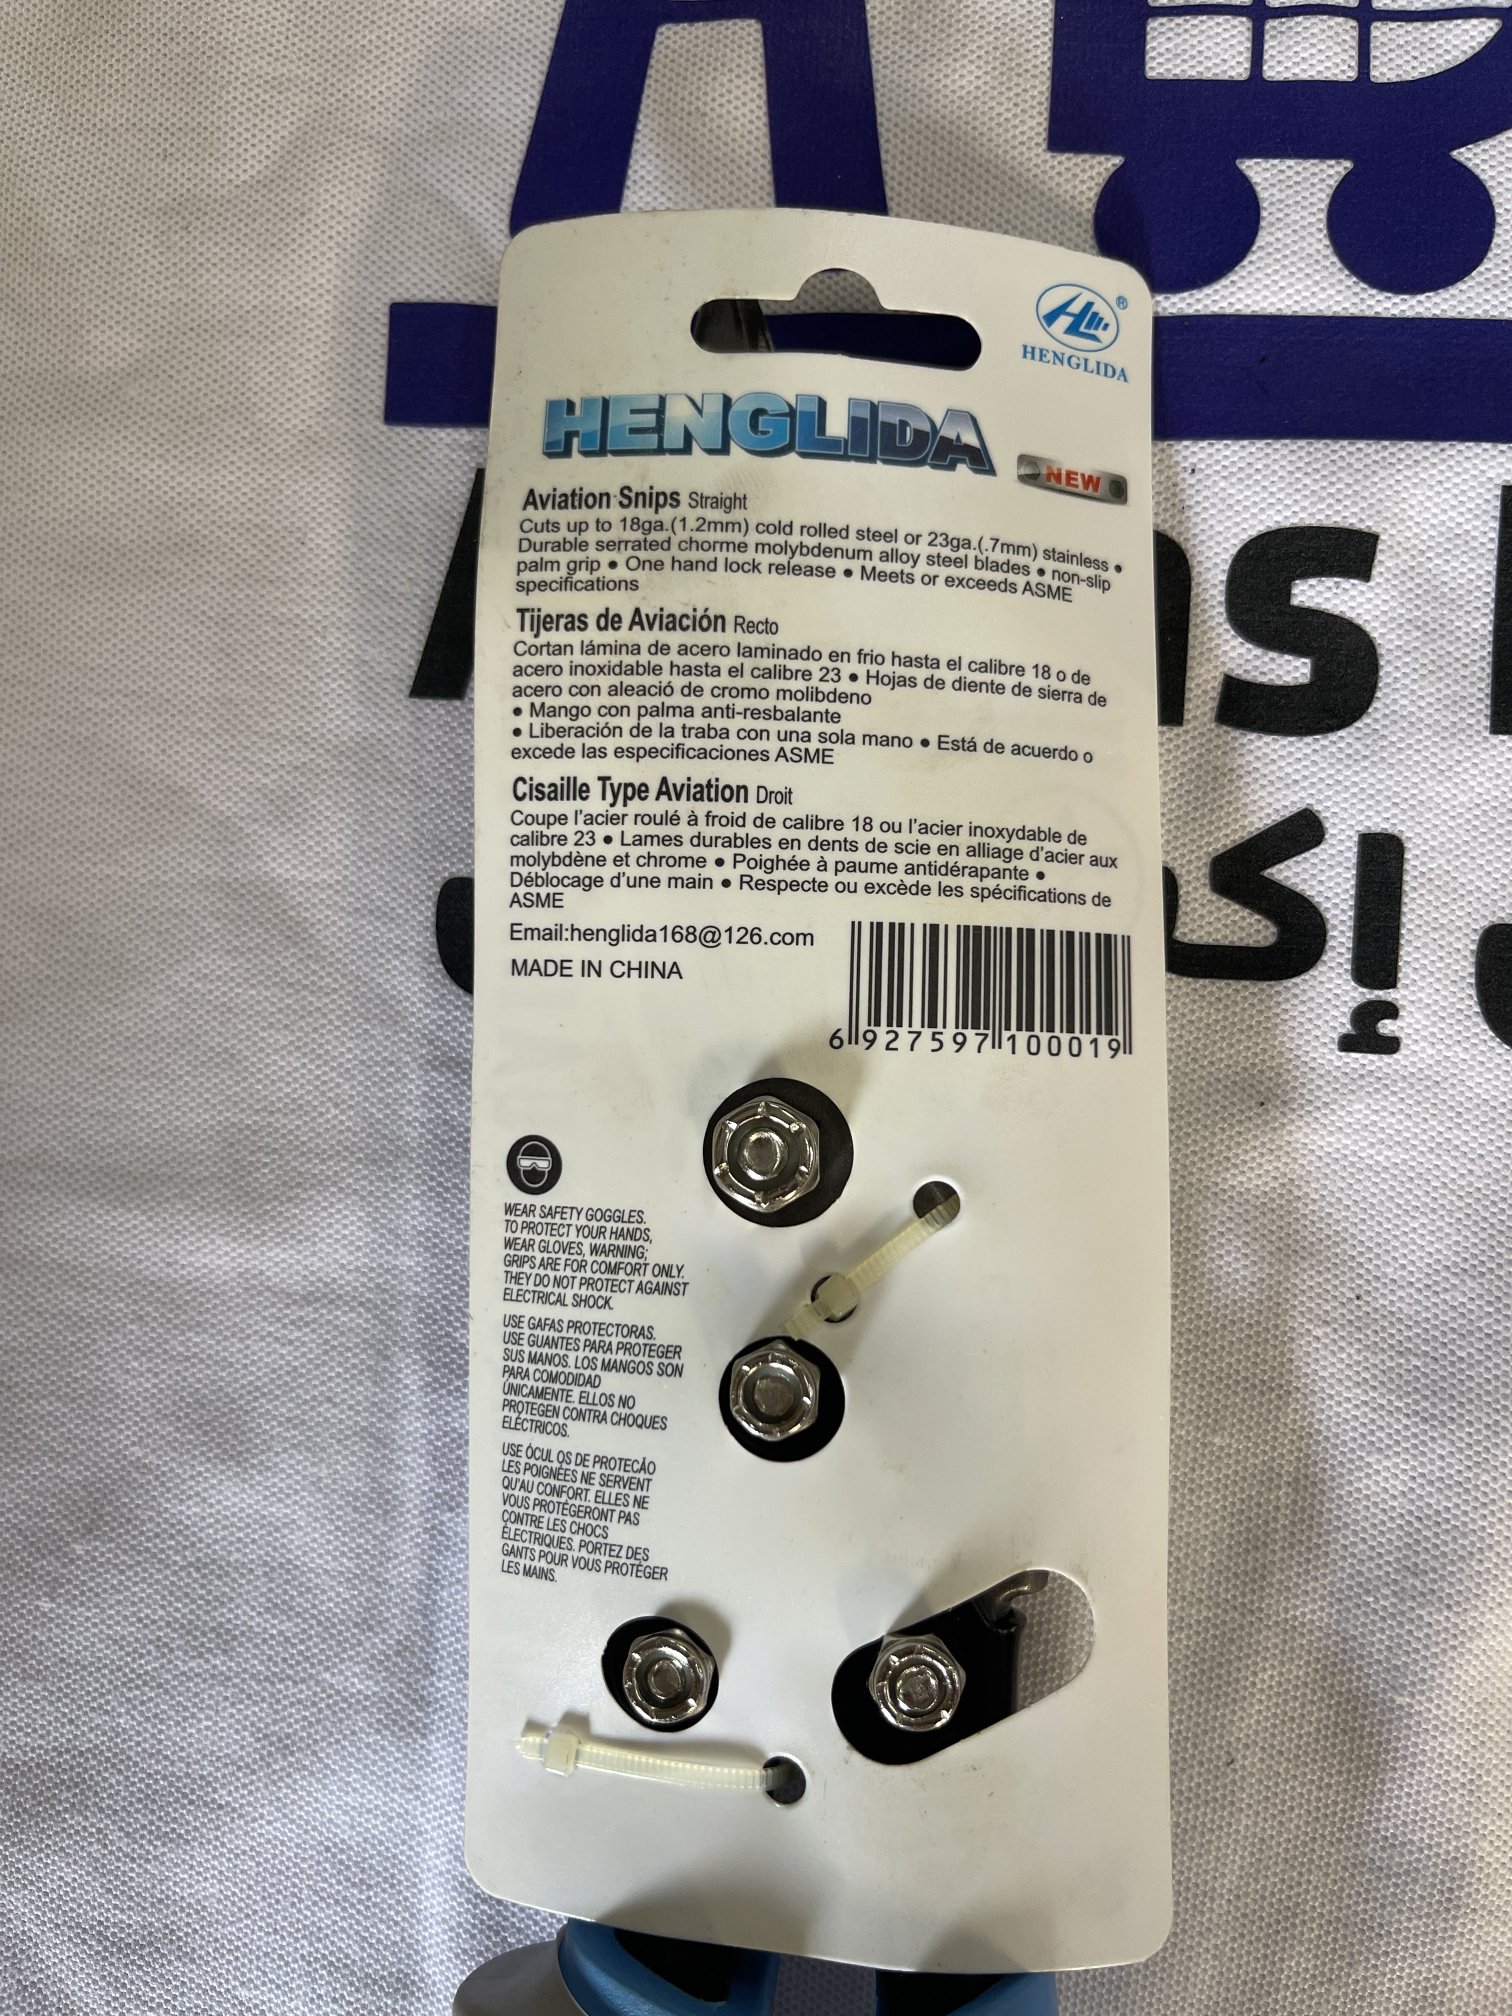 HL®
HENGLIDA
HENGLIDA
NEW
Aviation Snips Straight
Cuts up to 18ga.(1.2mm) cold rolled steel or 23ga.(.7mm) stainless •
Durable serrated chorme molybdenum alloy steel blades • non-slip
palm grip • One hand lock release • Meets or exceeds ASME
specifications
Tijeras de Aviación Recto
Cortan lámina de acero laminado en frio hasta el calibre 18 o de
acero inoxidable hasta el calibre 23 • Hojas de diente de sierra de
acero con aleació de cromo molibdeno
• Mango con palma anti-resbalante
• Liberación de la traba con una sola mano • Está de acuerdo o
excede las especificaciones ASME
Cisaille Type Aviation Droit
Coupe l'acier roulé à froid de calibre 18 ou l'acier inoxydable de
calibre 23 • Lames durables en dents de scie en alliage d'acier aux
molybdène et chrome • Poighée à paume antidérapante •
Déblocage d'une main • Respecte ou excède les spécifications de
ASME
Email:henglida168@126.com
MADE IN CHINA
6 927597 100019
WEAR SAFETY GOGGLES.
TO PROTECT YOUR HANDS,
WEAR GLOVES, WARNING;
GRIPS ARE FOR COMFORT ONLY.
THEY DO NOT PROTECT AGAINST
ELECTRICAL SHOCK.
USE GAFAS PROTECTORAS.
USE GUANTES PARA PROTEGER
SUS MANOS. LOS MANGOS SON
PARA COMODIDAD
ÚNICAMENTE. ELLOS NO
PROTEGEN CONTRA CHOQUES
ELÉCTRICOS.
USE ÓCUL OS DE PROTECÃO
LES POIGNÉES NE SERVENT
QU'AU CONFORT. ELLES NE
VOUS PROTÉGERONT PAS
CONTRE LES CHOCS
ÉLECTRIQUES. PORTEZ DES
GANTS POUR VOUS PROTÉGER
LES MAINS.